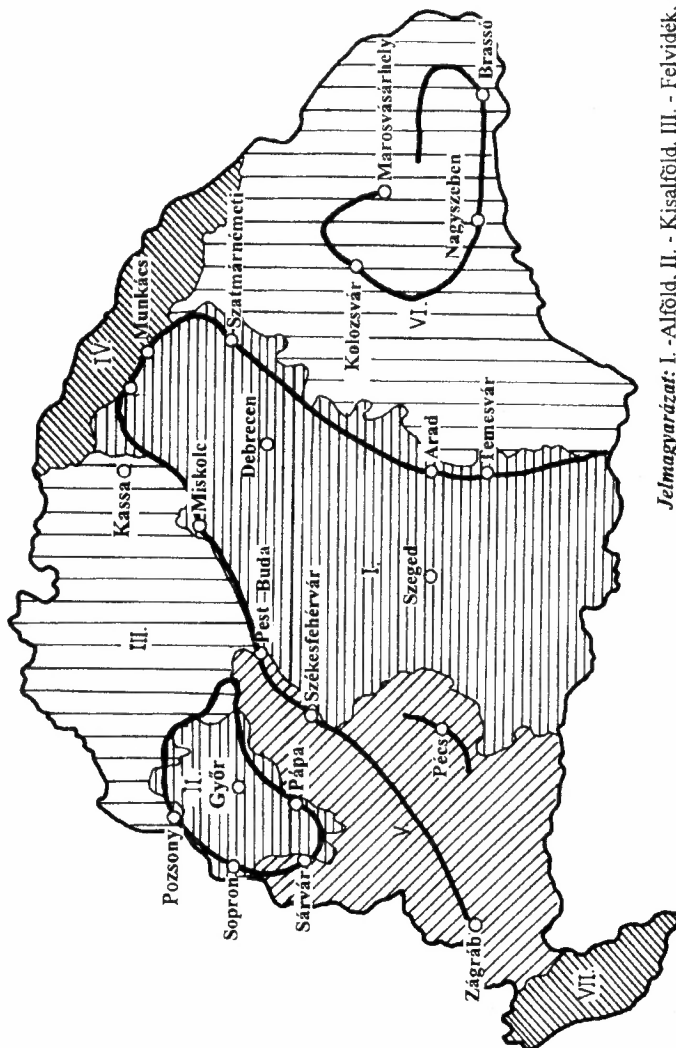 IV.
Munkács
Kassa
III.
Miskolc
Szatmárnémeti
Pozsony
II.
Győr
Sopron
Debrecen
Pest–Buda
Marosvásárhely
Kolozsvár
Pápa
Sárvár
Székesfehérvár
I.
VI.
Szeged
Arad
Temesvár
Nagyszeben
Brassó
Pécs
V.
Zágráb
VII.
Jelmagyarázat: I. -Alföld, II. - Kisalföld, III. - Felvidék,